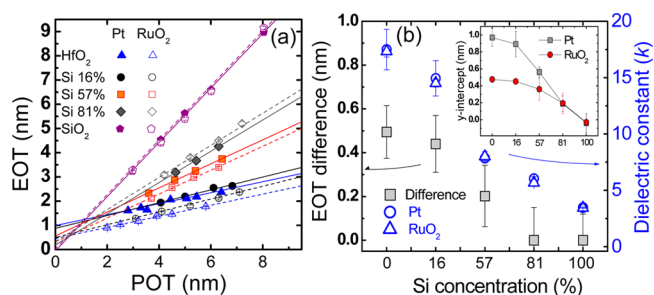 (a)
Pt RuO2
HfO2
Si 16%
Si 57%
Si 81%
SiO2
EOT (nm)
9
8
7
6
5
4
3
2
1
0
0 2 4 6 8
POT (nm)
(b)
EOT difference (nm)
1.0
0.8
0.6
0.4
0.2
0.0
y-intercept (nm)
1.0
0.8
0.6
0.4
0.2
0.0
Pt
RuO2
0 16 57 81 100
Difference
Pt
RuO2
0 16 57 81 100
Si concentration (%)
20
15
10
5
0
Dielectric constant (k)